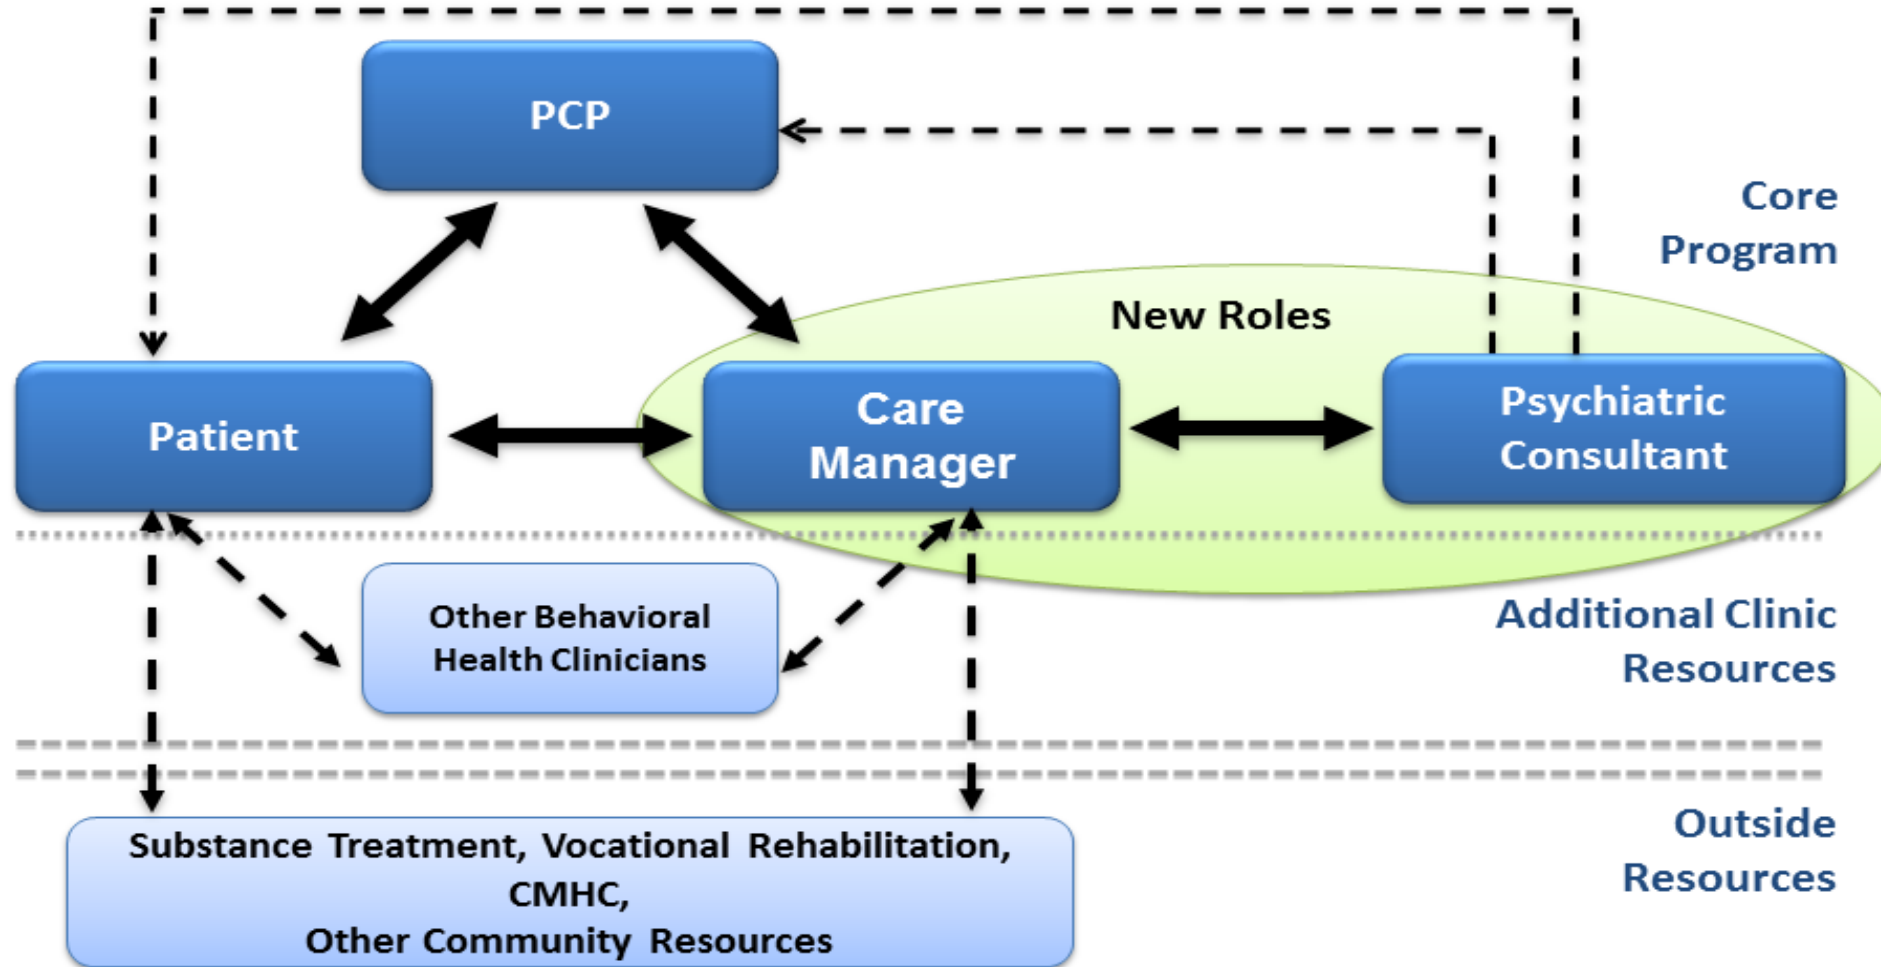 PCP
Core
Program
New Roles
Patient
Care
Manager
Psychiatric
Consultant
Other Behavioral
Health Clinicians
Additional Clinic
Resources
Substance Treatment, Vocational Rehabilitation,
CMHC,
Other Community Resources
Outside
Resources